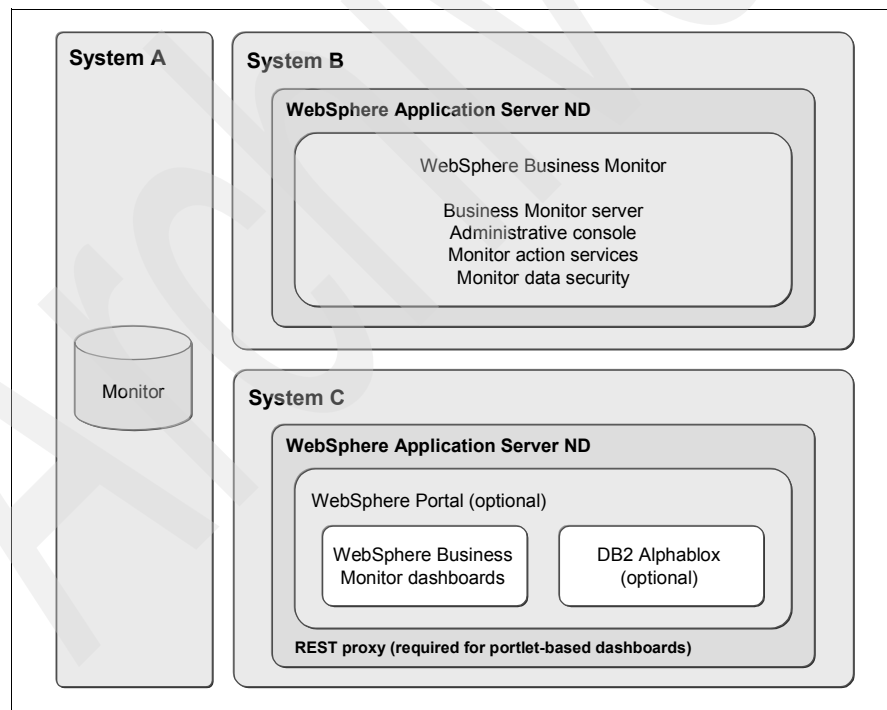 System A
Monitor
System B
WebSphere Application Server ND
WebSphere Business Monitor
Business Monitor server
Administrative console
Monitor action services
Monitor data security
System C
WebSphere Application Server ND
WebSphere Portal (optional)
WebSphere Business
Monitor dashboards
DB2 Alphablox
(optional)
REST proxy (required for portlet-based dashboards)